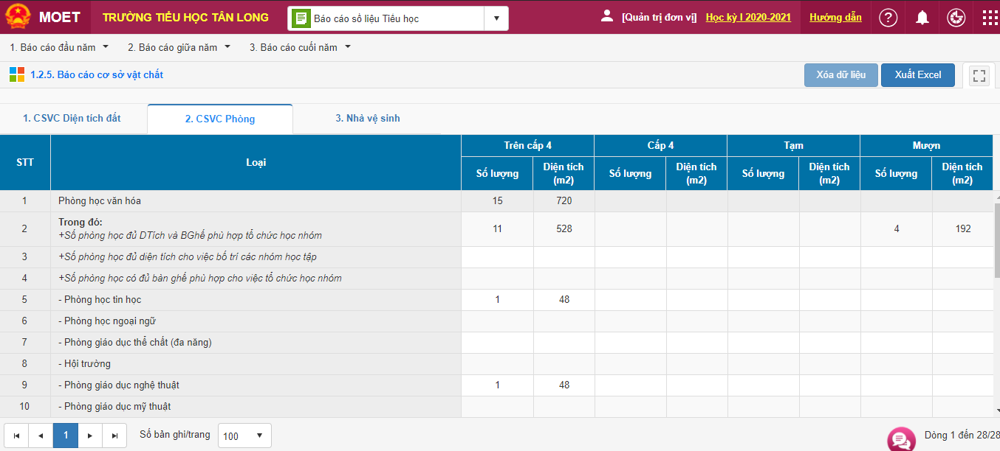 MOET TRƯỜNG TIỂU HỌC TÂN LONG Báo cáo số liệu Tiểu học [Quản trị đơn vị] Học kỳ I 2020-2021 Hướng dẫn ?
1. Báo cáo đầu năm 2. Báo cáo giữa năm 3. Báo cáo cuối năm
1.2.5. Báo cáo cơ sở vật chất Xóa dữ liệu Xuất Excel
1. CSVC Diện tích đất 2. CSVC Phòng 3. Nhà vệ sinh
STT Loại Trên cấp 4 Cấp 4 Tạm Mượn
Số lượng Diện tích (m2) Số lượng Diện tích (m2) Số lượng Diện tích (m2) Số lượng Diện tích (m2)
1 Phòng học văn hóa 15 720
2 Trong đó:
+Số phòng học đủ DTích và BGhế phù hợp tổ chức học nhóm 11 528 4 192
3 +Số phòng học đủ diện tích cho việc bố trí các nhóm học tập
4 +Số phòng học có đủ bàn ghế phù hợp cho việc tổ chức học nhóm
5 - Phòng học tin học 1 48
6 - Phòng học ngoại ngữ
7 - Phòng giáo dục thể chất (đa năng)
8 - Hội trường
9 - Phòng giáo dục nghệ thuật 1 48
10 - Phòng giáo dục mỹ thuật
1 Số bản ghi/trang 100 Dòng 1 đến 28/28